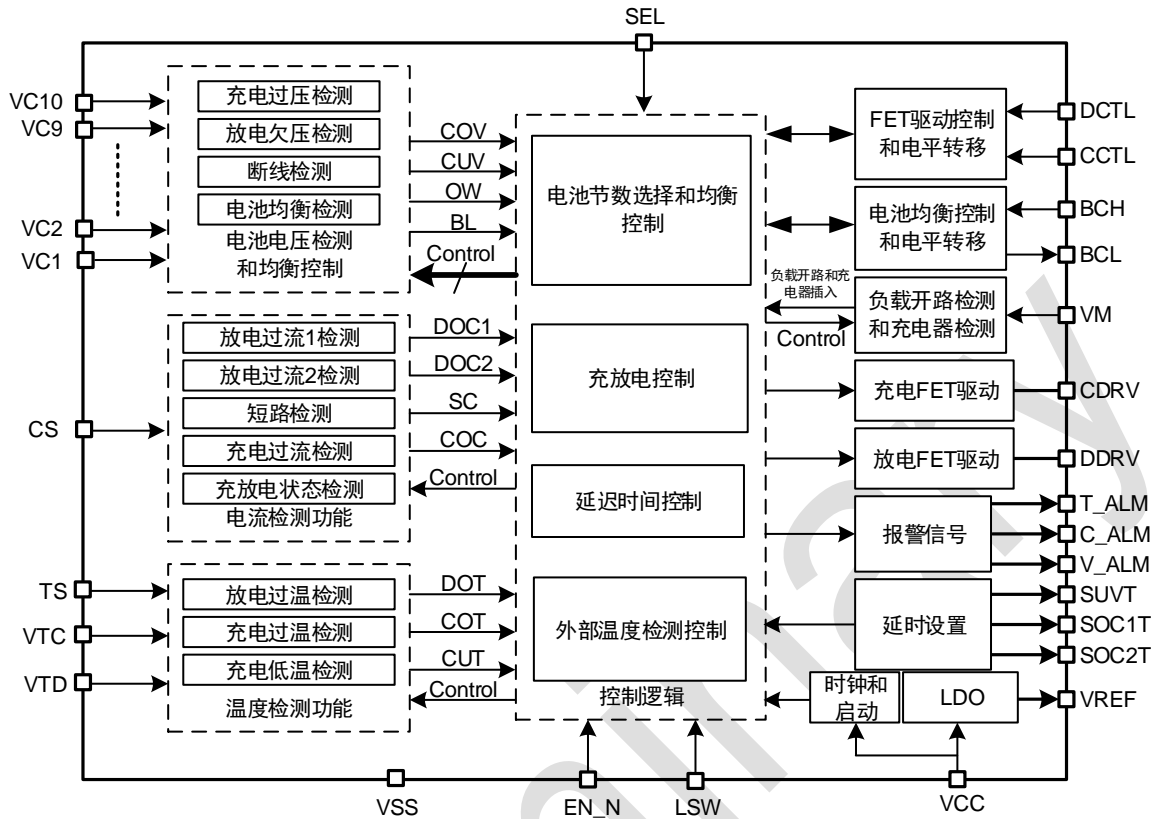 SEL
VC10
VC9
VC2
VC1
充电过压检测
放电欠压检测
断线检测
电池均衡检测
电池电压检测
和均衡控制
COV
CUV
OW
BL
Control
电池节数选择和均衡
控制
FET驱动控制
和电平转移
DCTL
CCTL
电池均衡控制
和电平转移
BCH
BCL
负载开路和充
电器插入
Control
负载开路检测
和充电器检测
VM
CS
放电过流1检测
放电过流2检测
短路检测
充电过流检测
充放电状态检测
电流检测功能
DOC1
DOC2
SC
COC
Control
充放电控制
延迟时间控制
充电FET驱动
CDRV
放电FET驱动
DDRV
报警信号
T_ALM
C_ALM
V_ALM
TS
VTC
VTD
放电过温检测
充电过温检测
充电低温检测
温度检测功能
DOT
COT
CUT
Control
外部温度检测控制
控制逻辑
延时设置
SUVT
SOC1T
SOC2T
时钟和
启动
LDO
VREF
VSS
EN_N
LSW
VCC